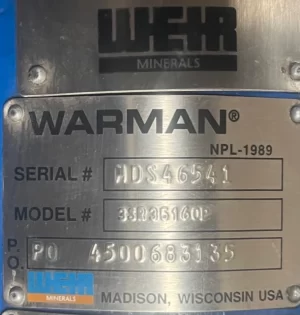 WEIR
MINERALS
WARMAN®
NPL-1989
SERIAL # MDS46541
MODEL #
P.O. PO 4500683135
WEIR
MINERALS
MADISON, WISCONSIN USA